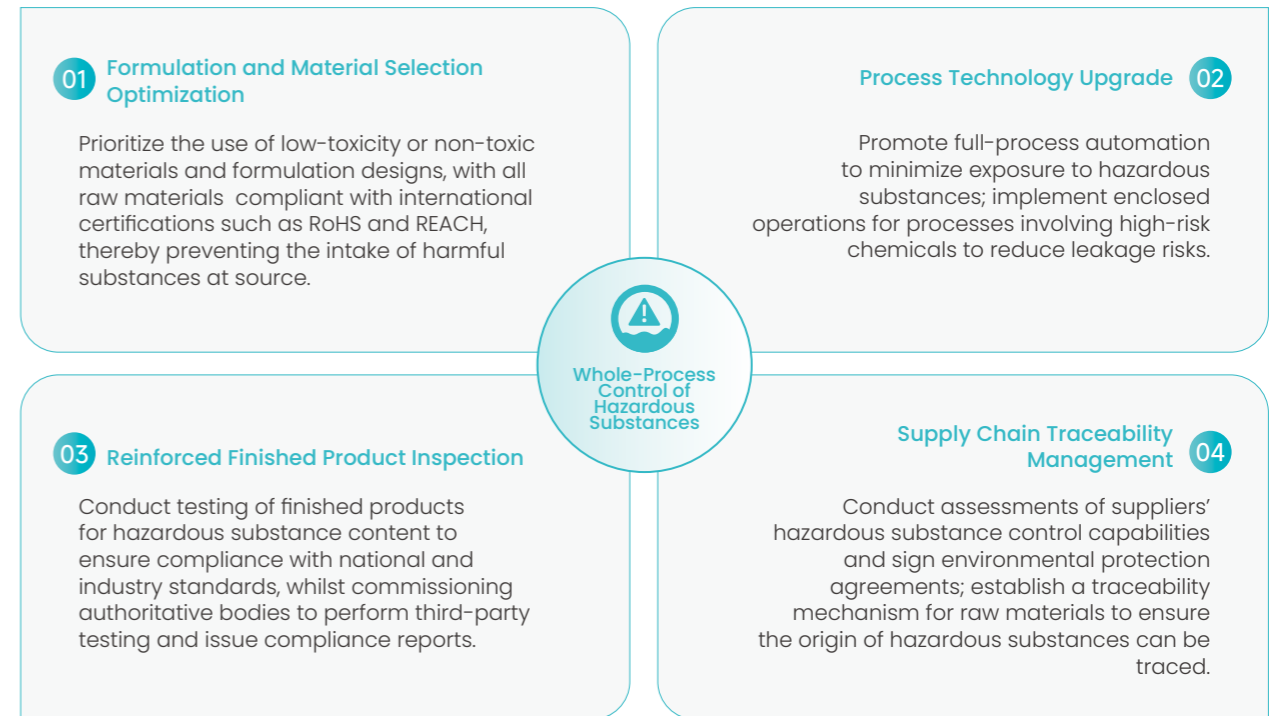 01
Formulation and Material Selection
Optimization
Prioritize the use of low-toxicity or non-toxic
materials and formulation designs, with all
raw materials  compliant with international
certifications such as RoHS and REACH,
thereby preventing the intake of harmful
substances at source.
Process Technology Upgrade
02
Promote full-process automation
to minimize exposure to hazardous
substances; implement enclosed
operations for processes involving high-risk
chemicals to reduce leakage risks.
Whole-Process
Control of
Hazardous
Substances
03
Reinforced Finished Product Inspection
Conduct testing of finished products
for hazardous substance content to
ensure compliance with national and
industry standards, whilst commissioning
authoritative bodies to perform third-party
testing and issue compliance reports.
Supply Chain Traceability
Management
04
Conduct assessments of suppliers’
hazardous substance control capabilities
and sign environmental protection
agreements; establish a traceability
mechanism for raw materials to ensure
the origin of hazardous substances can be
traced.